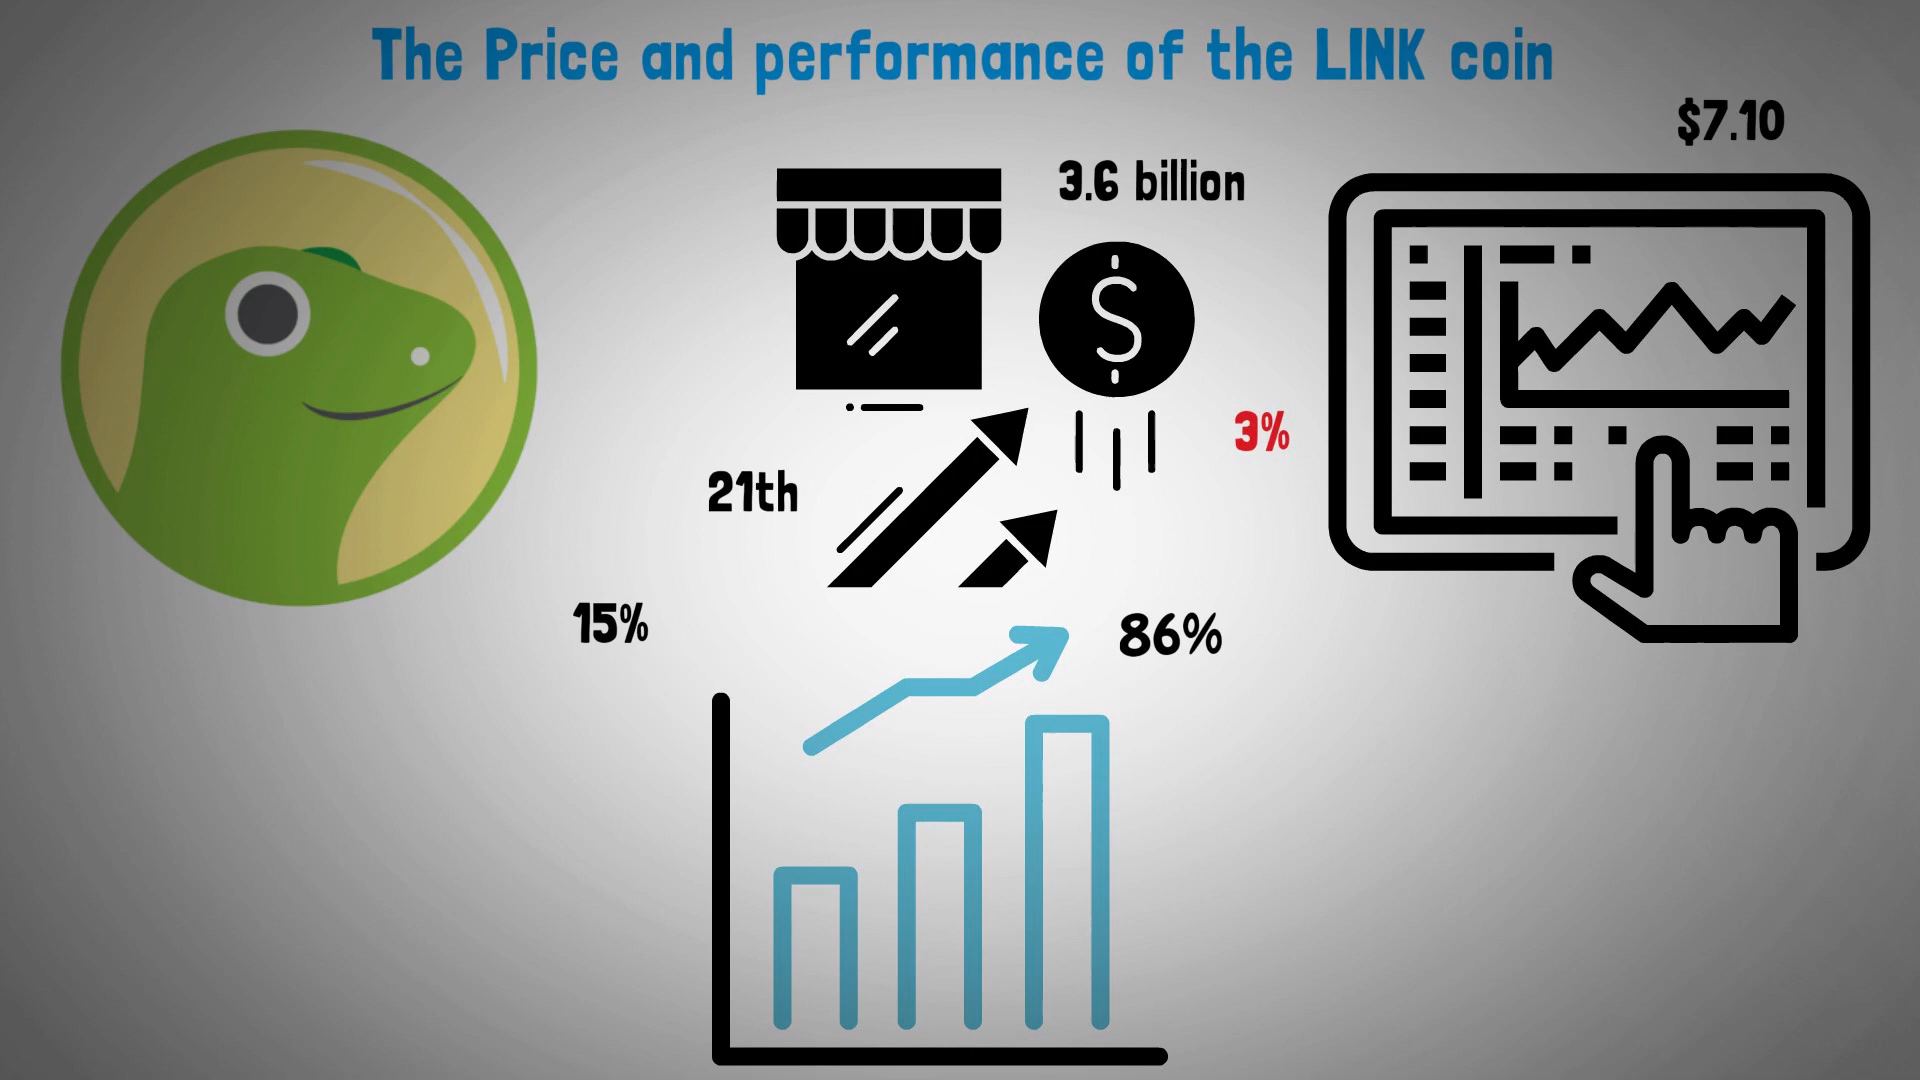 The Price and performance of the LINK coin
$7.10
3.6 billion
$
3%
21th
15%
86%